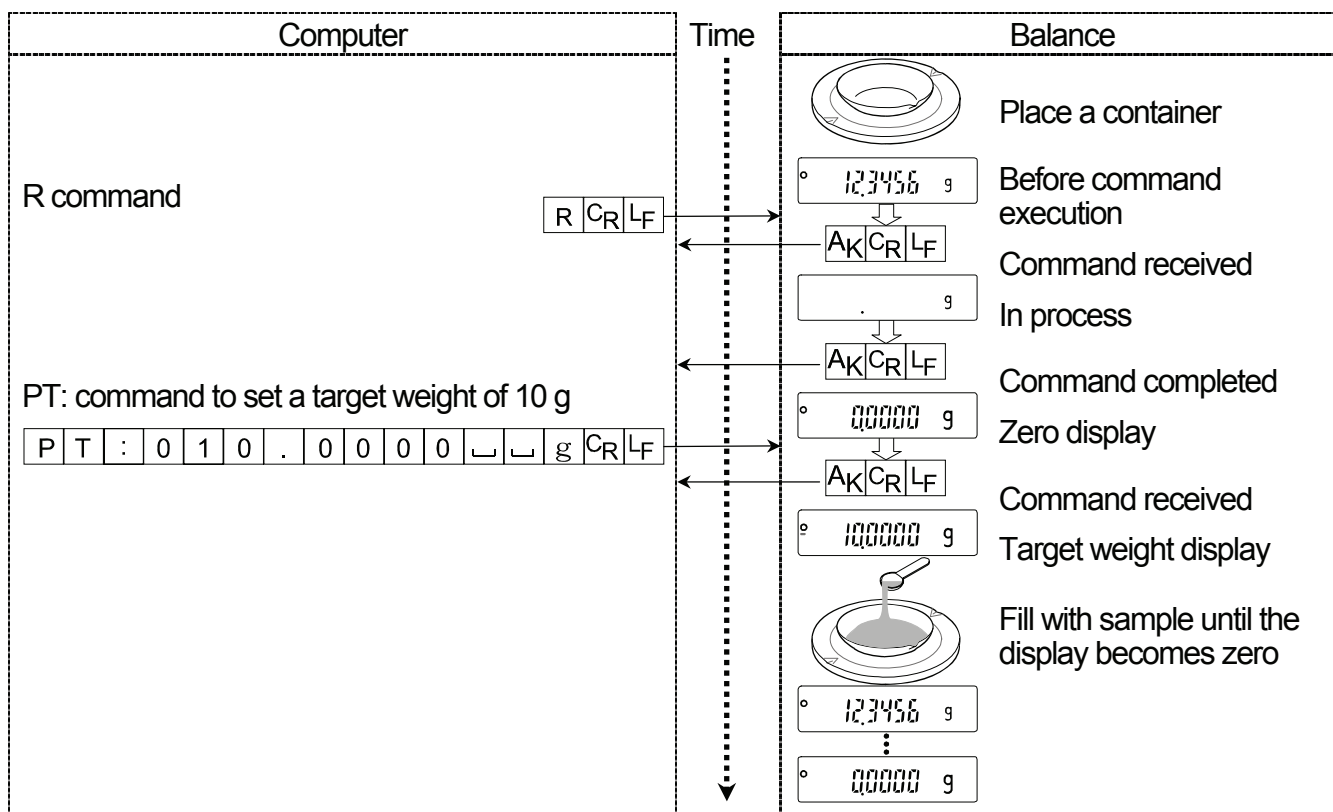 Computer
Time
Balance
Place a container
12.3456 g
Before command
execution
R command
R CR LF
AK CR LF
Command received
. g
In process
AK CR LF
Command completed
PT: command to set a target weight of 10 g
0.0000 g
Zero display
P T : 0 1 0 . 0 0 0 0 ␣ ␣ g CR LF
AK CR LF
Command received
10.0000 g
Target weight display
Fill with sample until the
display becomes zero
12.3456 g
0.0000 g